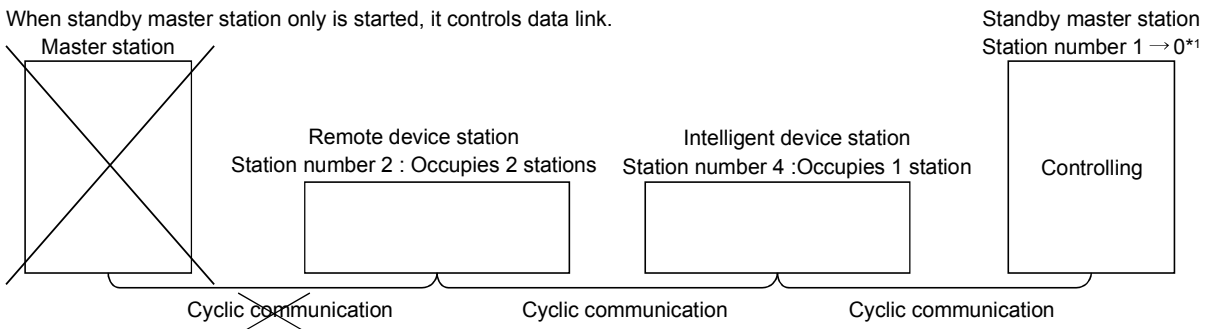 When standby master station only is started, it controls data link.
Standby master station
Station number 1 → 0*1
Master station
Remote device station
Station number 2 : Occupies 2 stations
Intelligent device station
Station number 4 :Occupies 1 station
Controlling
Cyclic communication
Cyclic communication
Cyclic communication